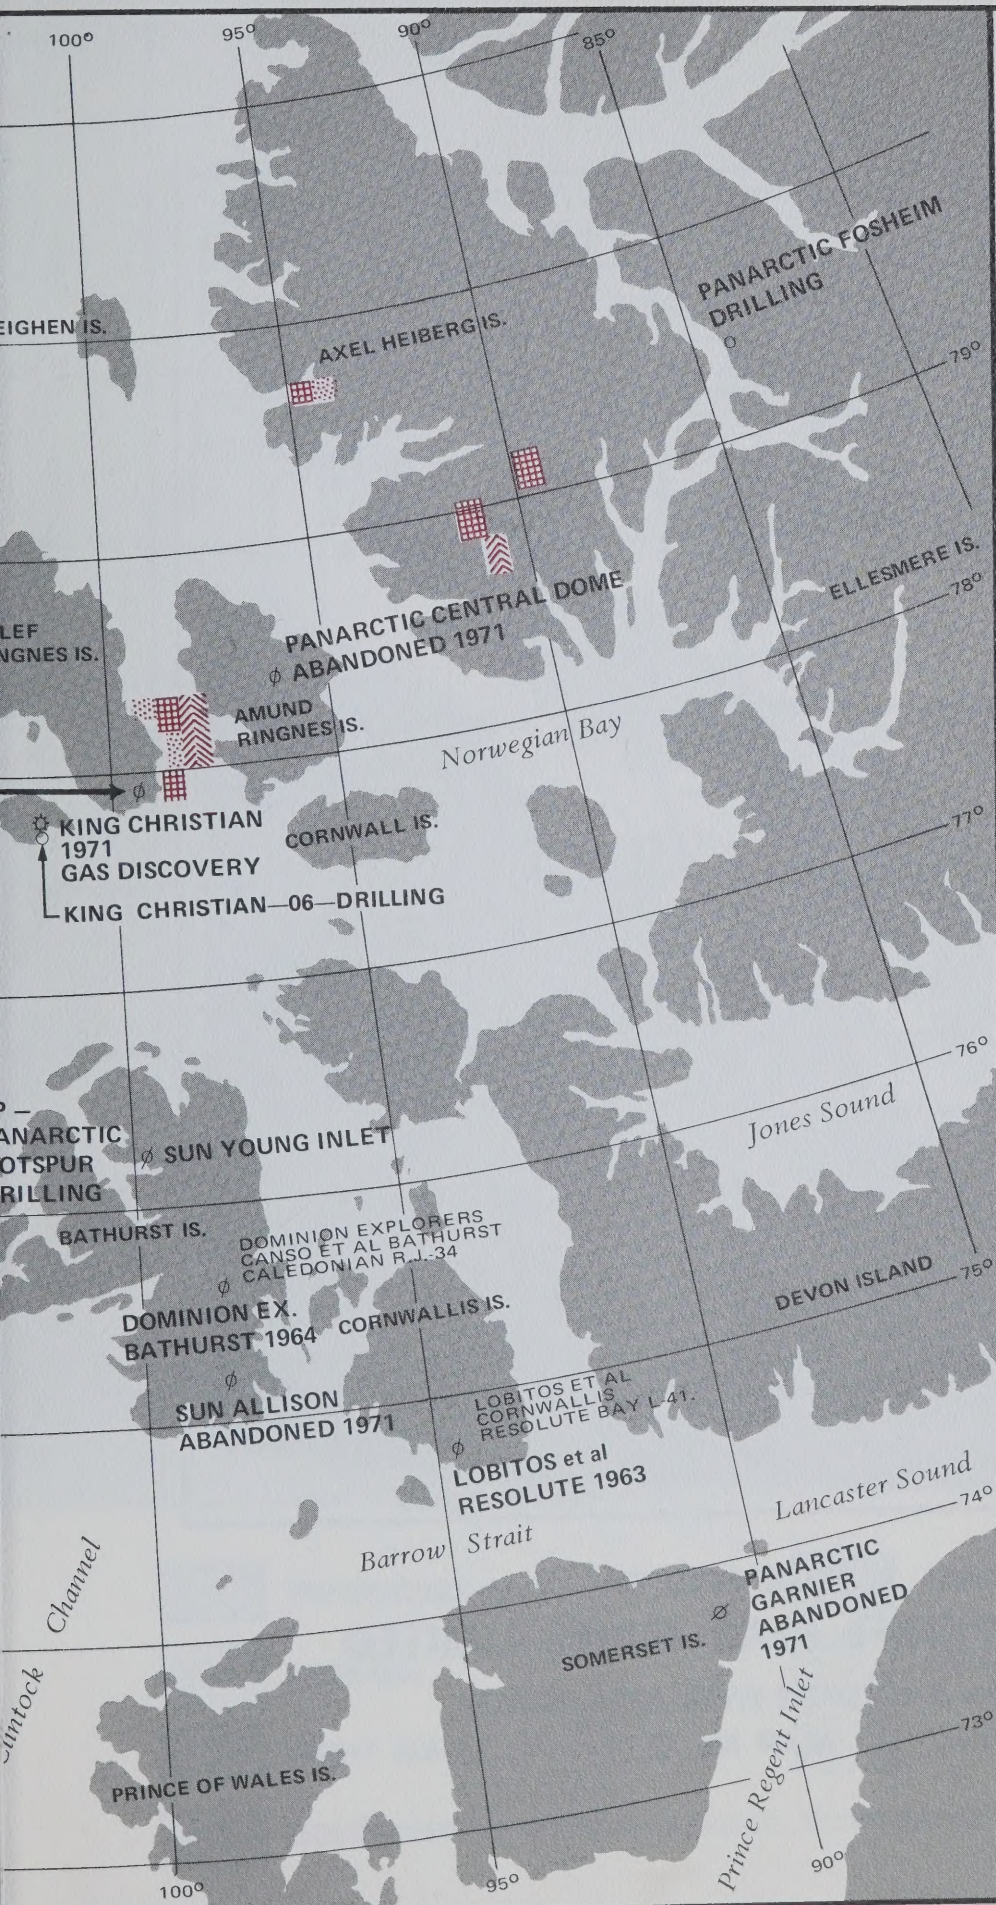 100°
95°
90°
85°
PANARCTIC FOSHEIM
DRILLING
EIGHEN IS.
AXEL HEIBERG IS.
79°
ELLESMERE IS.
78°
LEF
NGNES IS.
PANARCTIC CENTRAL DOME
ABANDONED 1971
AMUND
RINGNES IS.
Norwegian Bay
77°
KING CHRISTIAN
1971
GAS DISCOVERY
CORNWALL IS.
KING CHRISTIAN—06—DRILLING
76°
Jones Sound
P –
ANARCTIC
OTSPUR
RILLING
SUN YOUNG INLET
BATHURST IS.
DOMINION EXPLORERS
CANSO ET AL BATHURST
CALEDONIAN R.J.-34
75°
DEVON ISLAND
DOMINION EX.
BATHURST 1964
CORNWALLIS IS.
SUN ALLISON
ABANDONED 1971
LOBITOS ET AL
CORNWALLIS
RESOLUTE BAY L-41.
LOBITOS et al
RESOLUTE 1963
Lancaster Sound
74°
Barrow Strait
Channel
PANARCTIC
GARNIER
ABANDONED
1971
SOMERSET IS.
lintock
Prince Regent Inlet
73°
PRINCE OF WALES IS.
100°
95°
90°